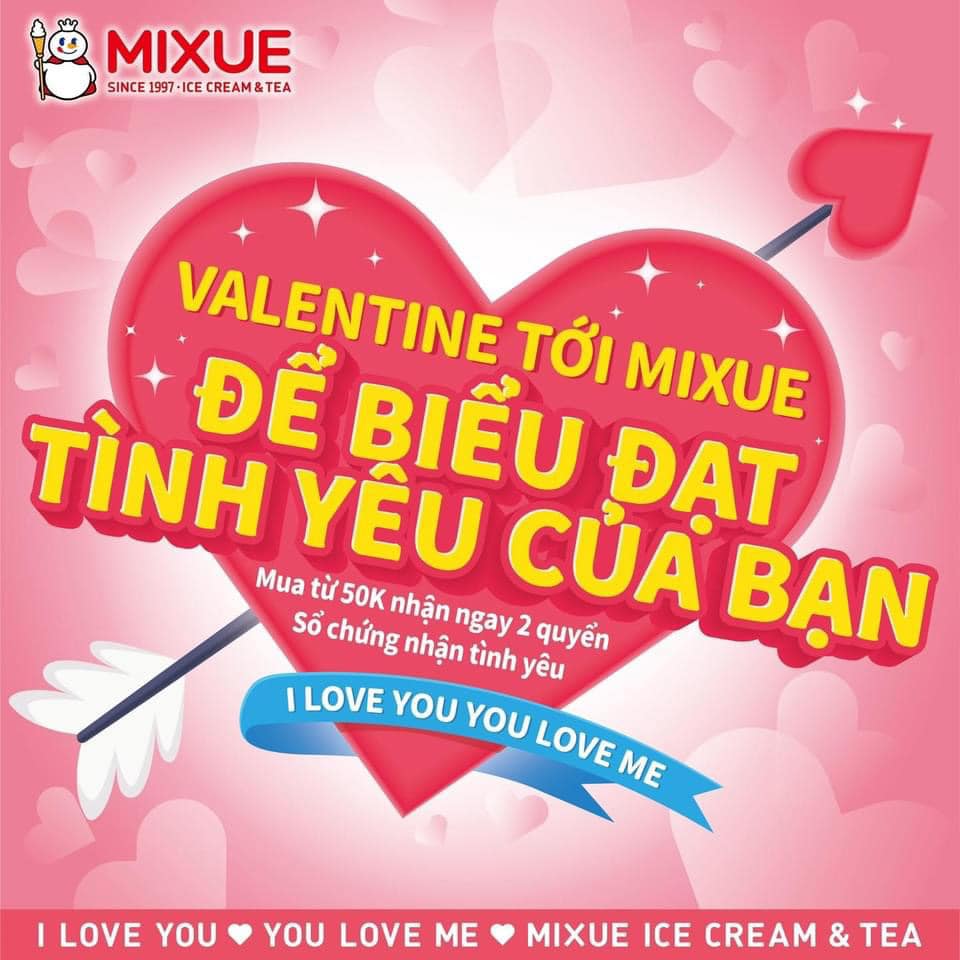 MIXUE
SINCE 1997 · ICE CREAM & TEA
VALENTINE TỚI MIXUE
ĐỂ BIỂU ĐẠT
TÌNH YÊU CỦA BẠN
Mua từ 50K nhận ngay 2 quyển
Sổ chứng nhận tình yêu
I LOVE YOU YOU LOVE ME
I LOVE YOU ♥ YOU LOVE ME ♥ MIXUE ICE CREAM & TEA